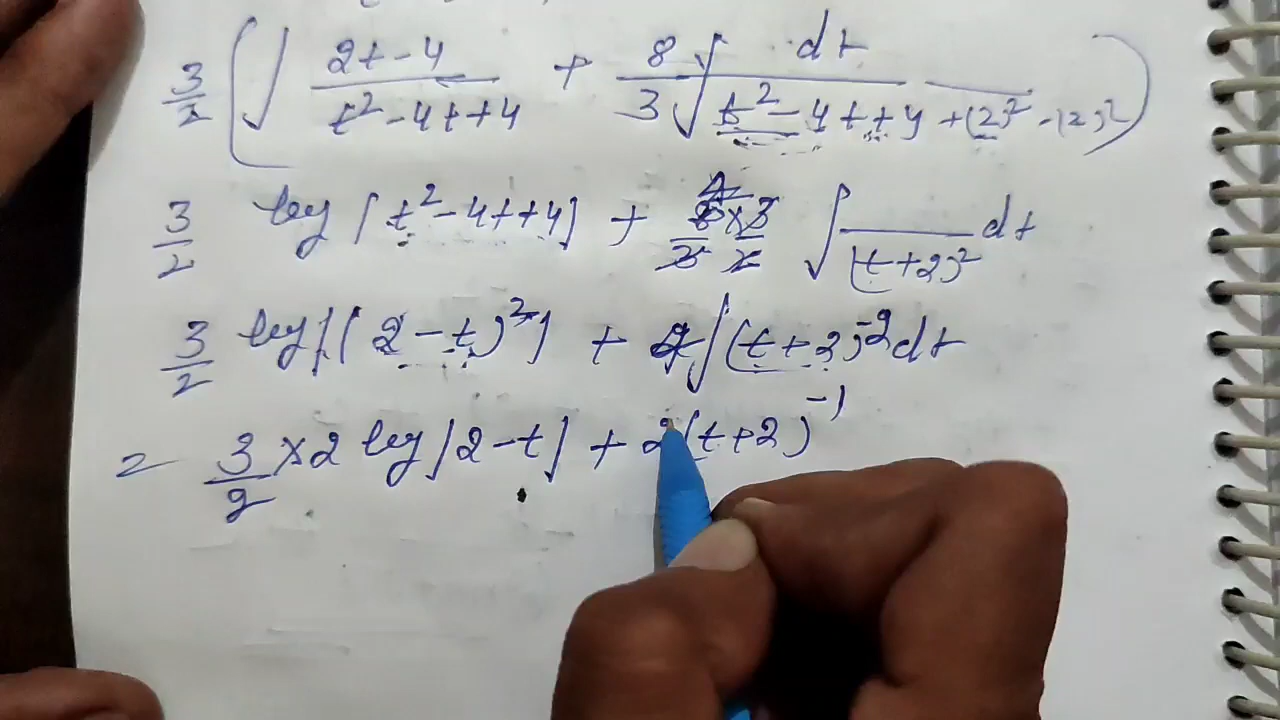 3/2 ( ∫ 2t-4 / t² - 4t + 4 + 8/3 ∫ dt / t² - 4t + 4 + (2)² - (2)² )
3/2 log |t² - 4t + 4| + ∫ dt / (t+2)²
3/2 log |(2-t)²| + ∫ (t+2)⁻² dt
= 3/2 × 2 log |2-t| + 2 (t+2)⁻¹